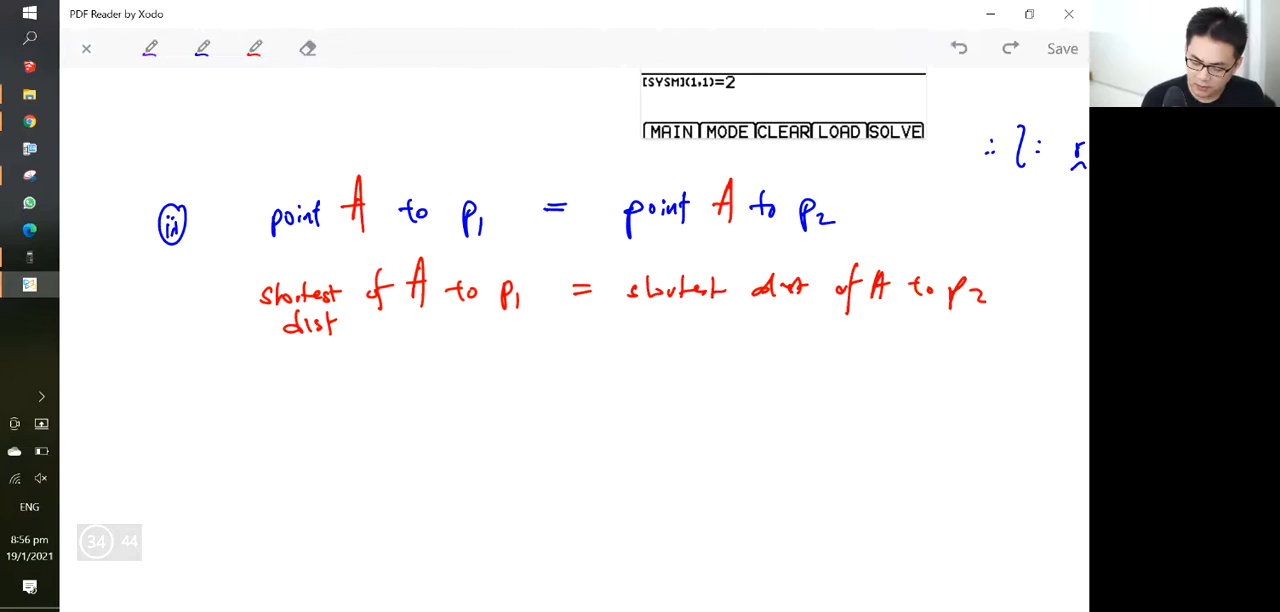 PDF Reader by Xodo
Save
[SYSM](1,1)=2
MAIN MODE CLEAR LOAD SOLVE
∴ l : r
(ii) point A to p₁ = point A to p₂
shortest dist of A to p₁ = shortest dist of A to p₂
ENG
8:56 pm
19/1/2021
34 44